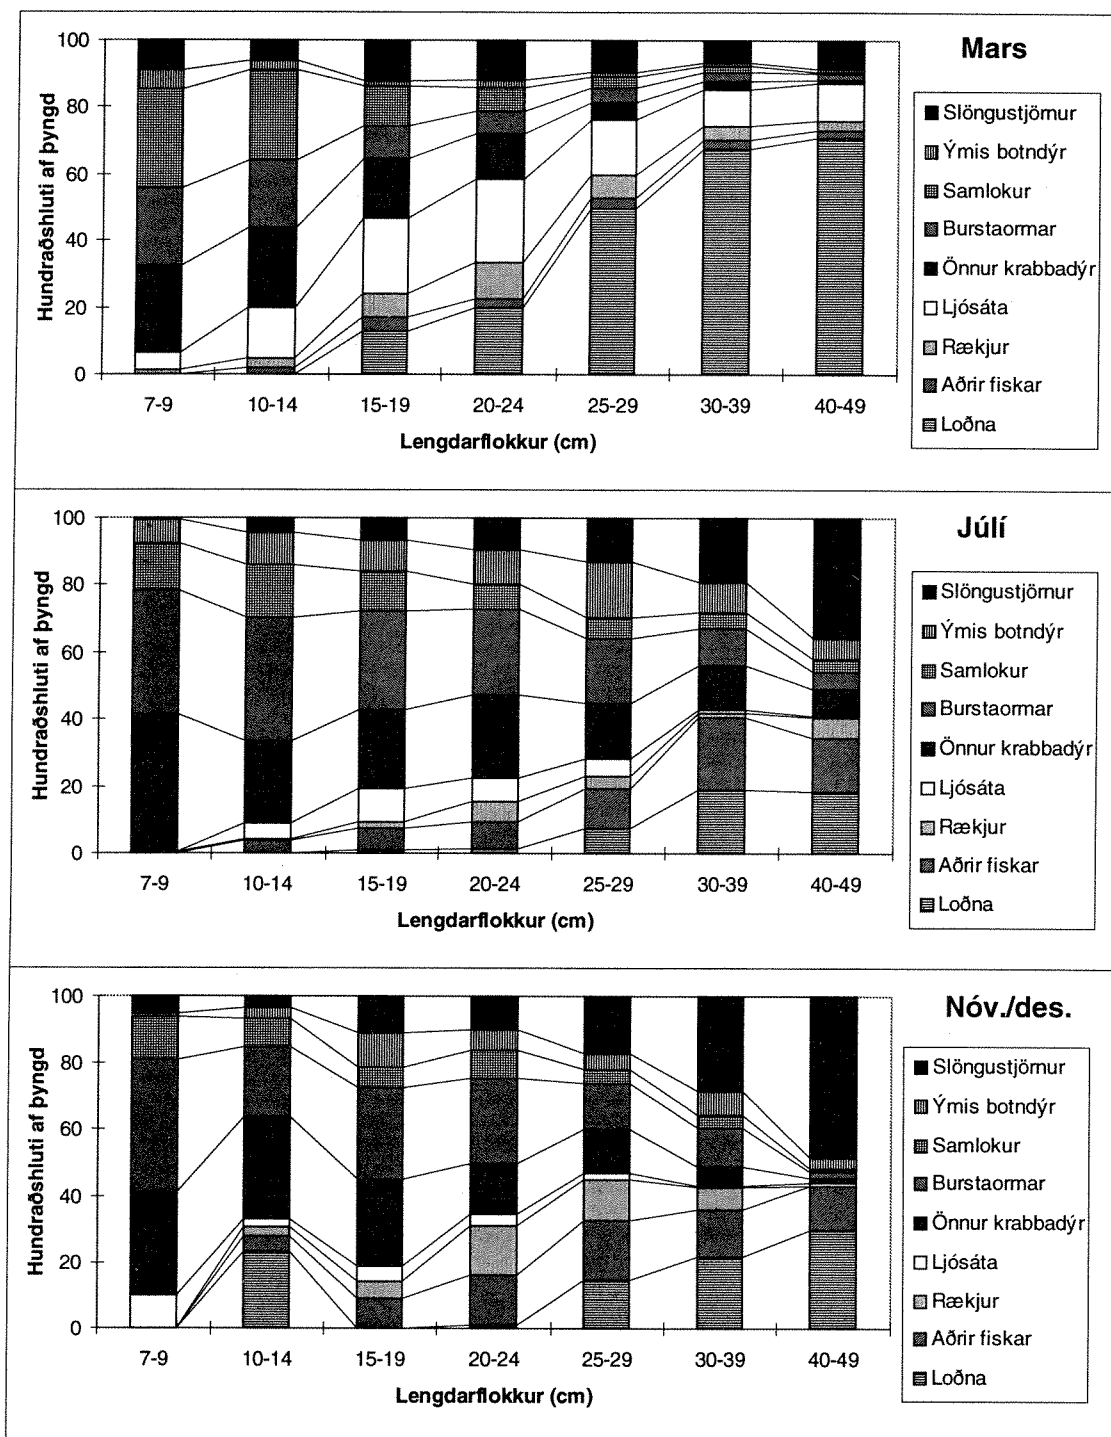 Mars
Hundraðshluti af þyngd
100
80
60
40
20
0
7-9 10-14 15-19 20-24 25-29 30-39 40-49
Lengdarflokkur (cm)
Slöngustjörnur
Ýmis botndýr
Samlokur
Burstaormar
Önnur krabbadýr
Ljósáta
Rækjur
Aðrir fiskar
Loðna
Júlí
Hundraðshluti af þyngd
100
80
60
40
20
0
7-9 10-14 15-19 20-24 25-29 30-39 40-49
Lengdarflokkur (cm)
Slöngustjörnur
Ýmis botndýr
Samlokur
Burstaormar
Önnur krabbadýr
Ljósáta
Rækjur
Aðrir fiskar
Loðna
Nóv./des.
Hundraðshluti af þyngd
100
80
60
40
20
0
7-9 10-14 15-19 20-24 25-29 30-39 40-49
Lengdarflokkur (cm)
Slöngustjörnur
Ýmis botndýr
Samlokur
Burstaormar
Önnur krabbadýr
Ljósáta
Rækjur
Aðrir fiskar
Loðna